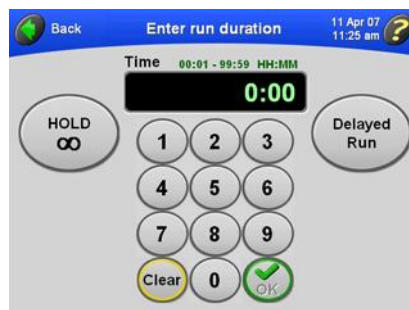 Back
Enter run duration
11 Apr 07
11:25 am
?
Time 00:01 - 99:59 HH:MM
0:00
HOLD
∞
Delayed
Run
1 2 3
4 5 6
7 8 9
Clear 0 OK